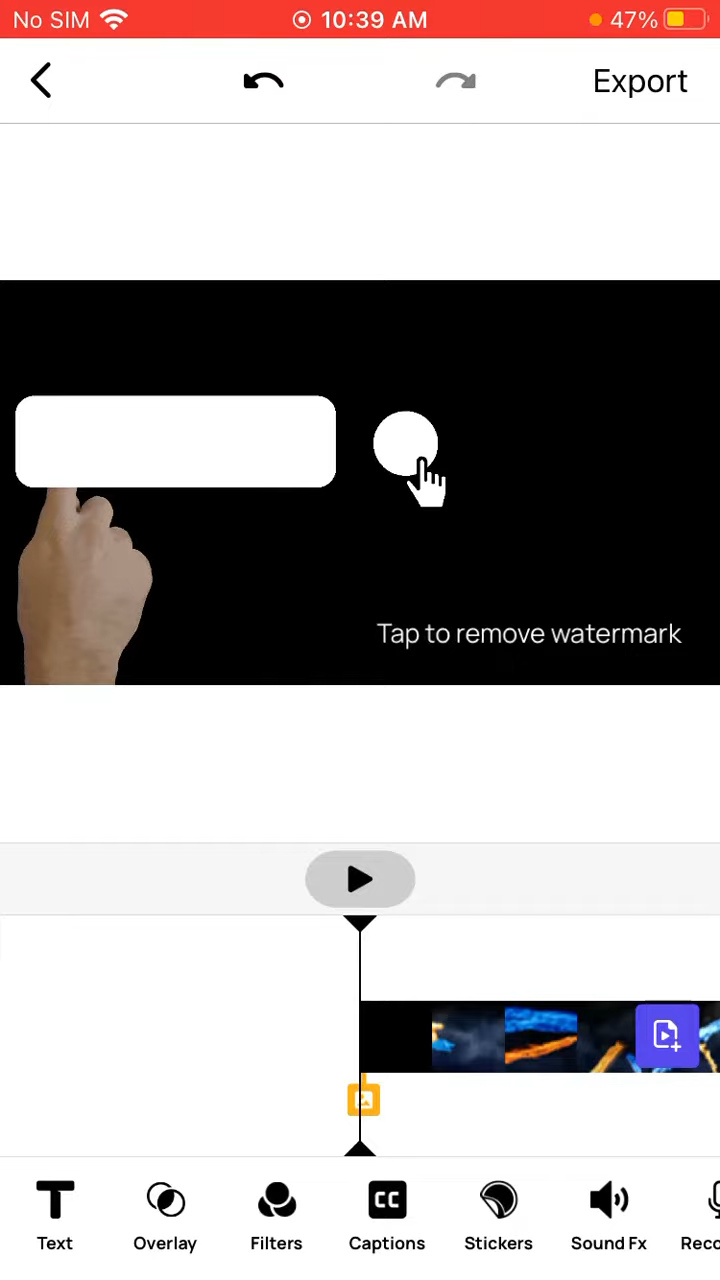 No SIM 10:39 AM 47%
Export
Tap to remove watermark
CC
Text Overlay Filters Captions Stickers Sound Fx Reco